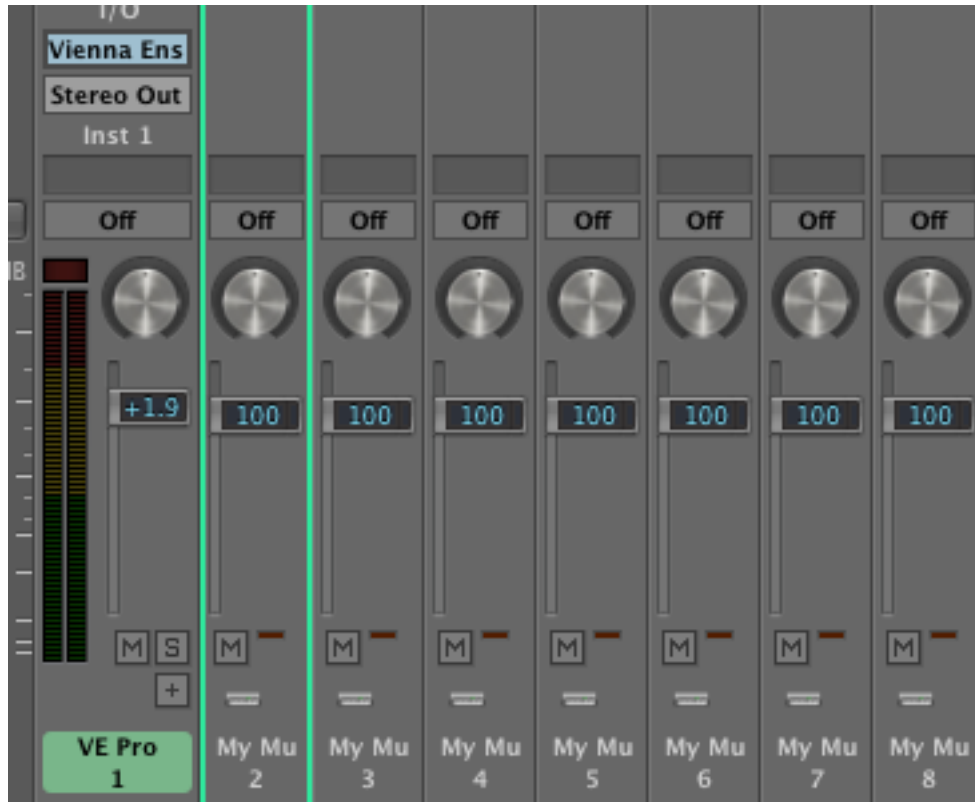 I/O
Vienna Ens
Stereo Out
Inst 1
Off Off Off Off Off Off Off Off
+1.9 100 100 100 100 100 100 100
M S M M M M M M M
+
VE Pro My Mu My Mu My Mu My Mu My Mu My Mu My Mu
1 2 3 4 5 6 7 8